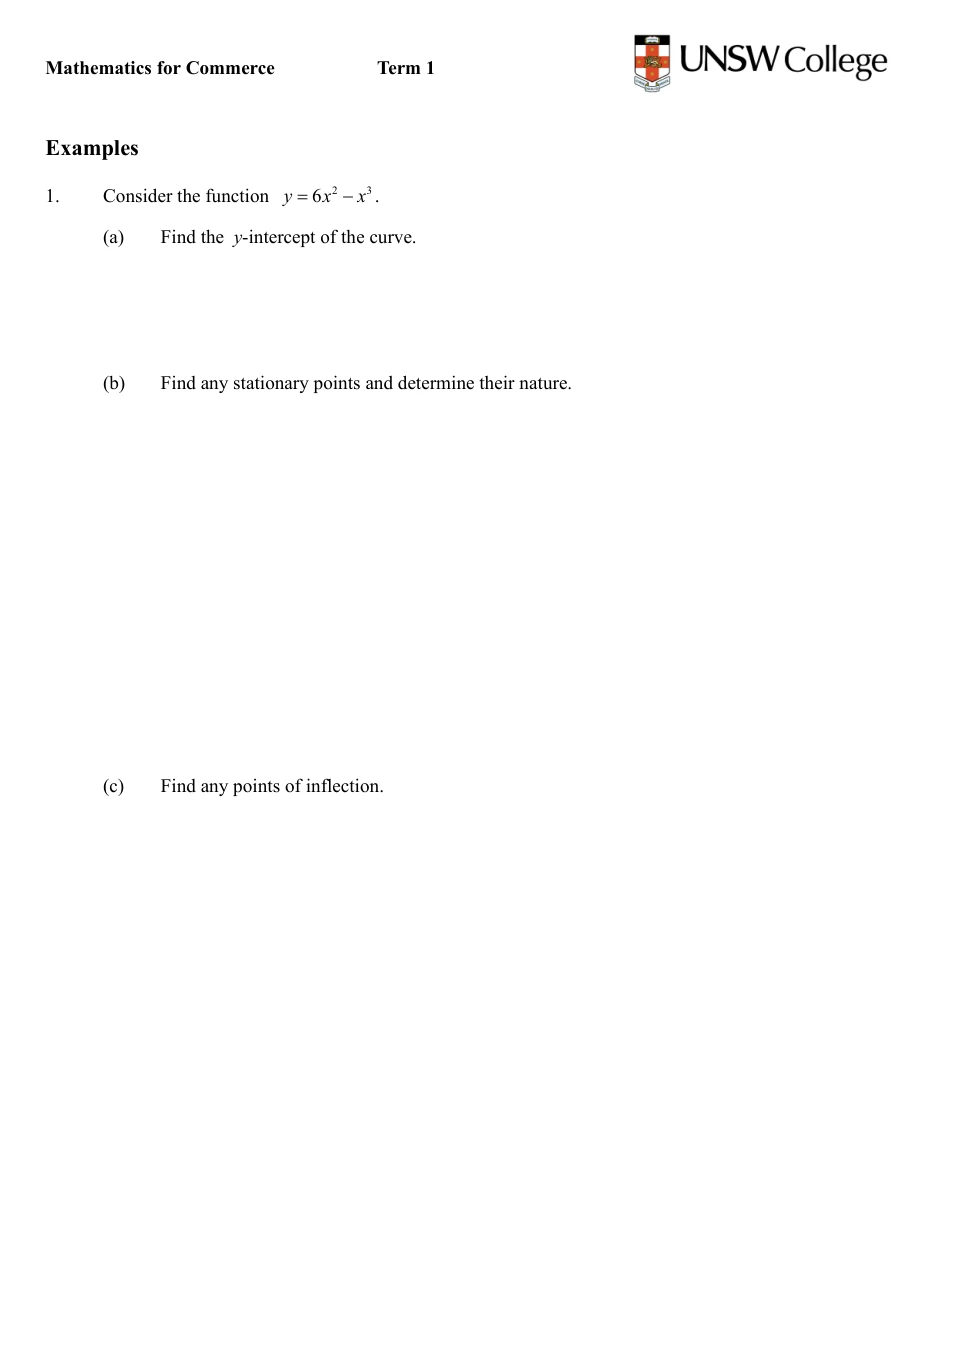 Mathematics for Commerce Term 1 UNSW College
Examples
1. Consider the function y = 6x² − x³.
(a) Find the y-intercept of the curve.
(b) Find any stationary points and determine their nature.
(c) Find any points of inflection.